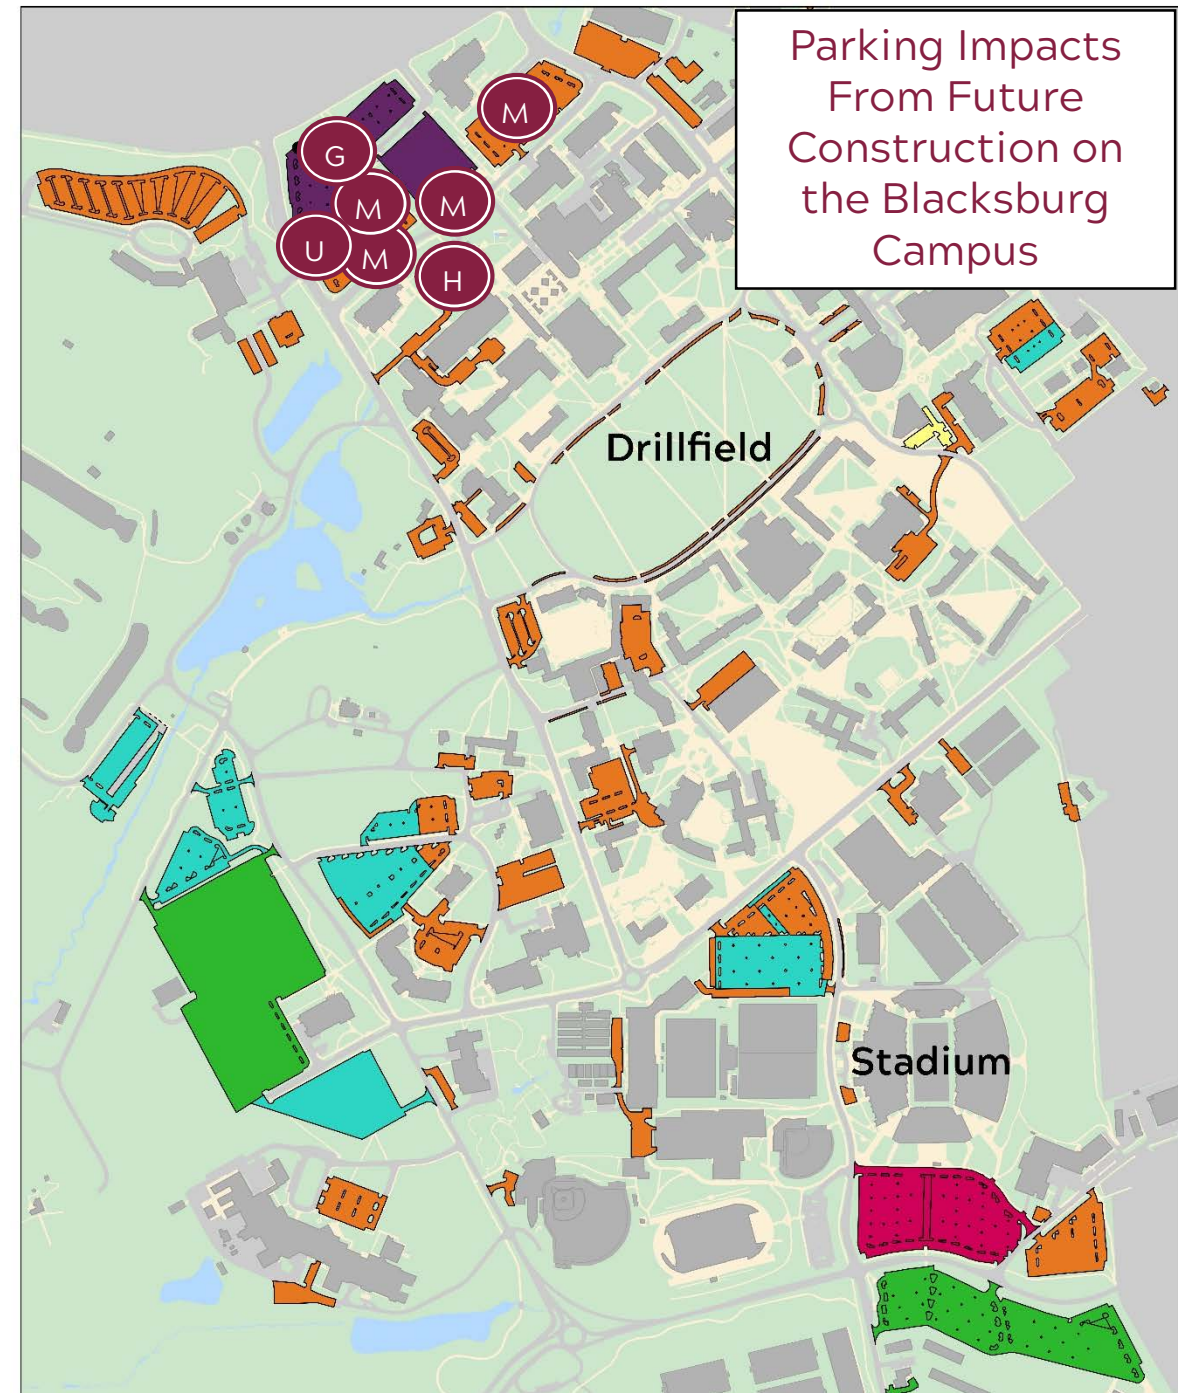 Parking Impacts
From Future
Construction on
the Blacksburg
Campus
M
G
M
M
U
M
H
Drillfield
Stadium